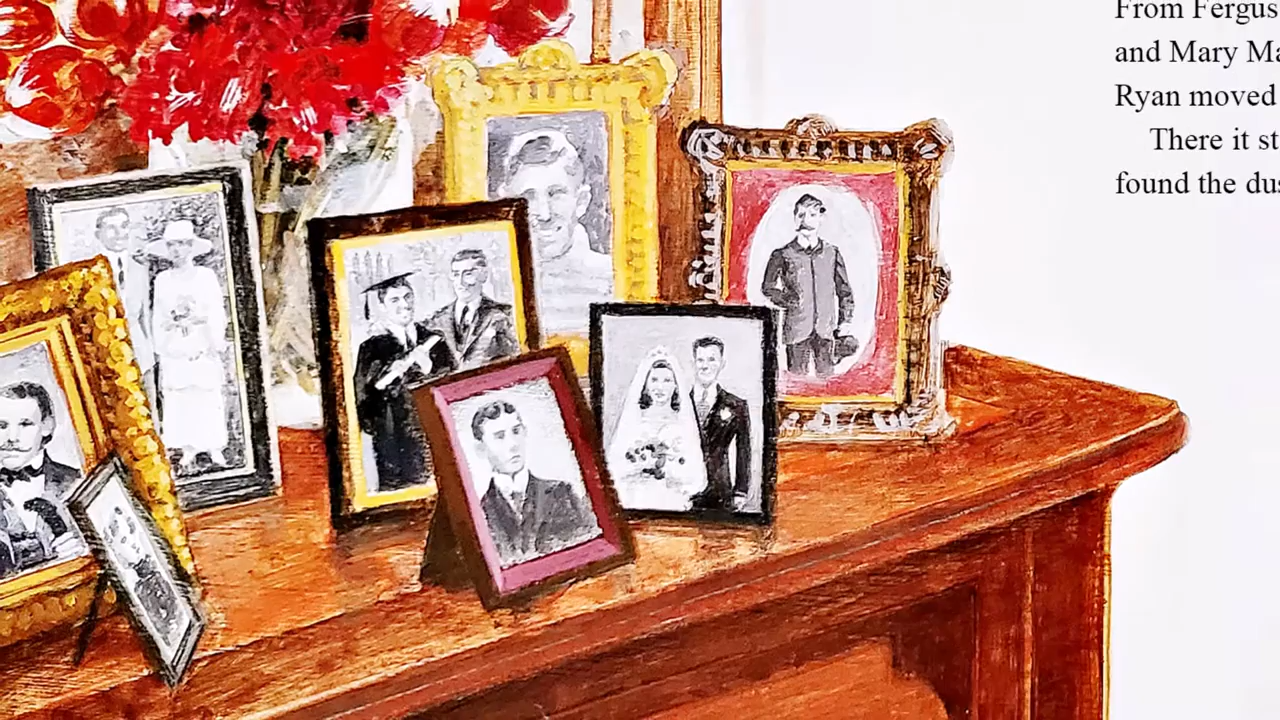 From Fergus
and Mary Ma
Ryan moved
There it st
found the dus